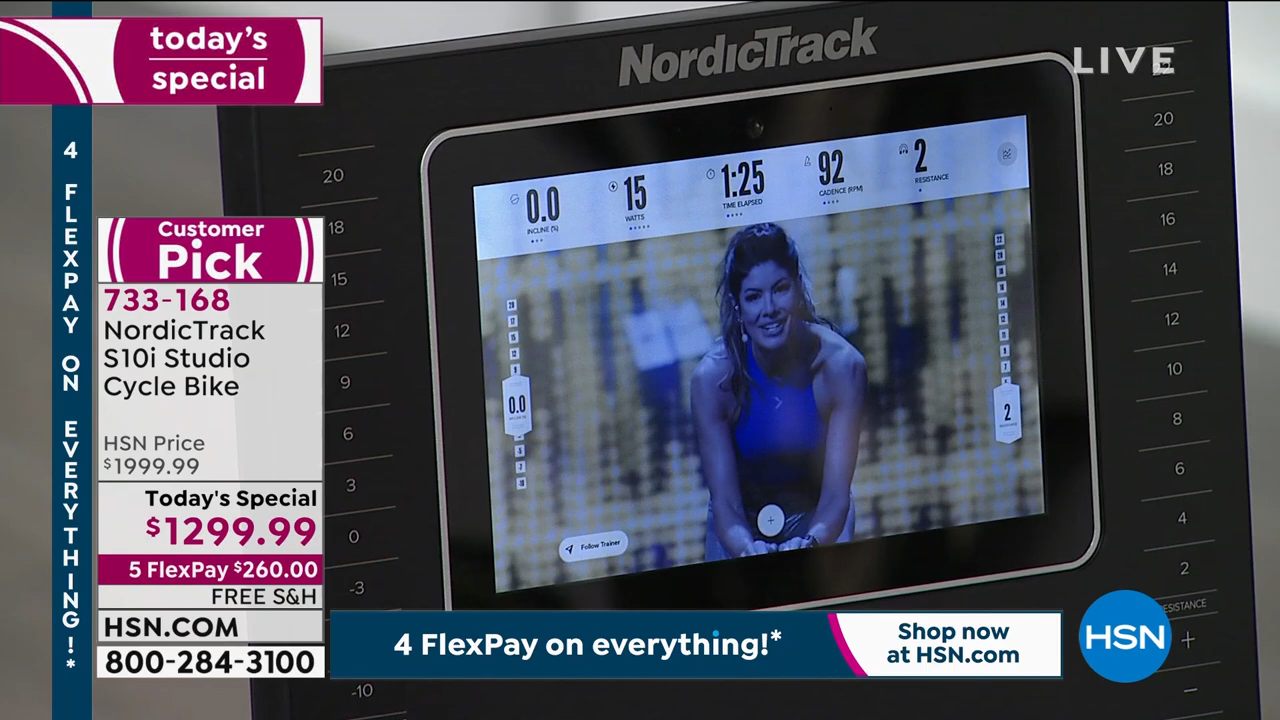 today's
special
4 FLEXPAY ON EVERYTHING!*
Customer
Pick
733-168
NordicTrack
S10i Studio
Cycle Bike
HSN Price
$1999.99
Today's Special
$1299.99
5 FlexPay $260.00
FREE S&H
HSN.COM
800-284-3100
NordicTrack
LIVE
0.0
INCLINE (%)
15
WATTS
1:25
TIME ELAPSED
92
CADENCE (RPM)
2
RESISTANCE
0.0
2
Follow Trainer
20
18
15
12
9
6
3
0
-3
-10
20
18
16
14
12
10
8
6
4
2
RESISTANCE
+
−
4 FlexPay on everything!*
Shop now
at HSN.com
HSN